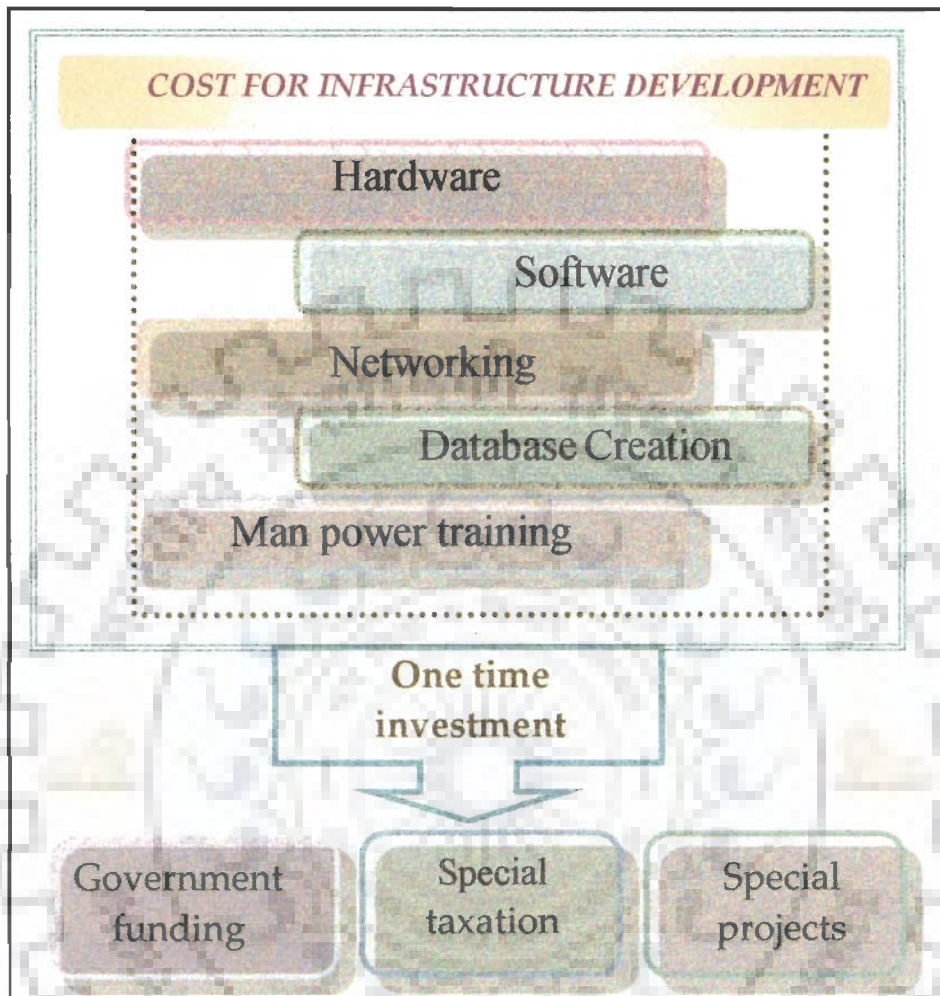 COST FOR INFRASTRUCTURE DEVELOPMENT
Hardware
Software
Networking
Database Creation
Man power training
One time
investment
Government
funding
Special
taxation
Special
projects